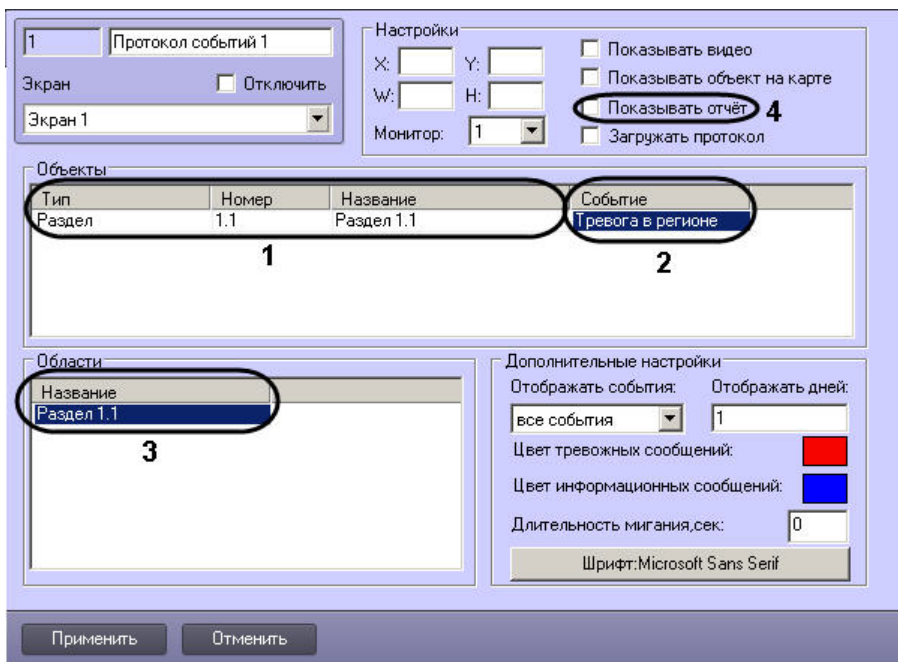 1 Протокол событий 1
Экран Отключить
Экран 1
Настройки
X: Y:
W: H:
Монитор: 1
Показывать видео
Показывать объект на карте
Показывать отчёт 4
Загружать протокол
Объекты
Тип Номер Название Событие
Раздел 1.1 Раздел 1.1 Тревога в регионе
1 2
Области
Название
Раздел 1.1
3
Дополнительные настройки
Отображать события: Отображать дней:
все события 1
Цвет тревожных сообщений:
Цвет информационных сообщений:
Длительность мигания,сек: 0
Шрифт:Microsoft Sans Serif
Применить Отменить